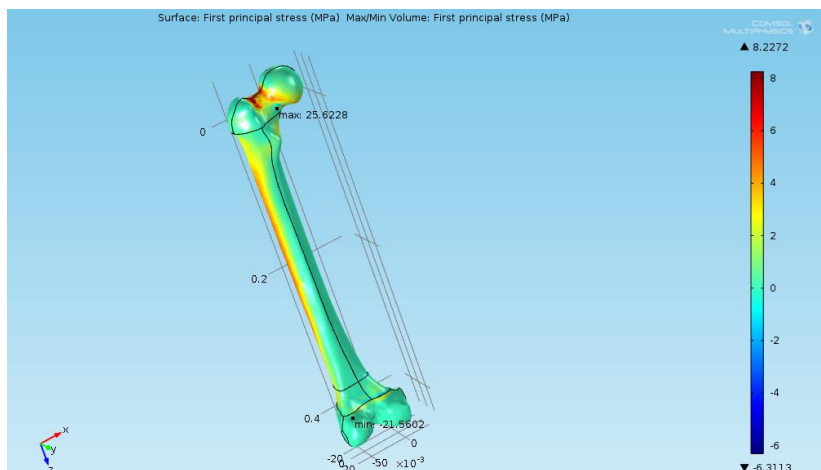 Surface: First principal stress (MPa) Max/Min Volume: First principal stress (MPa)
COMSOL
MULTIPHYSICS
▲ 8.2272
8
6
4
2
0
-2
-4
-6
▼ -6.3113
max: 25.6228
0
0.2
0.4
min: -21.5602
0
-20
-50 ×10⁻³
x
y
z